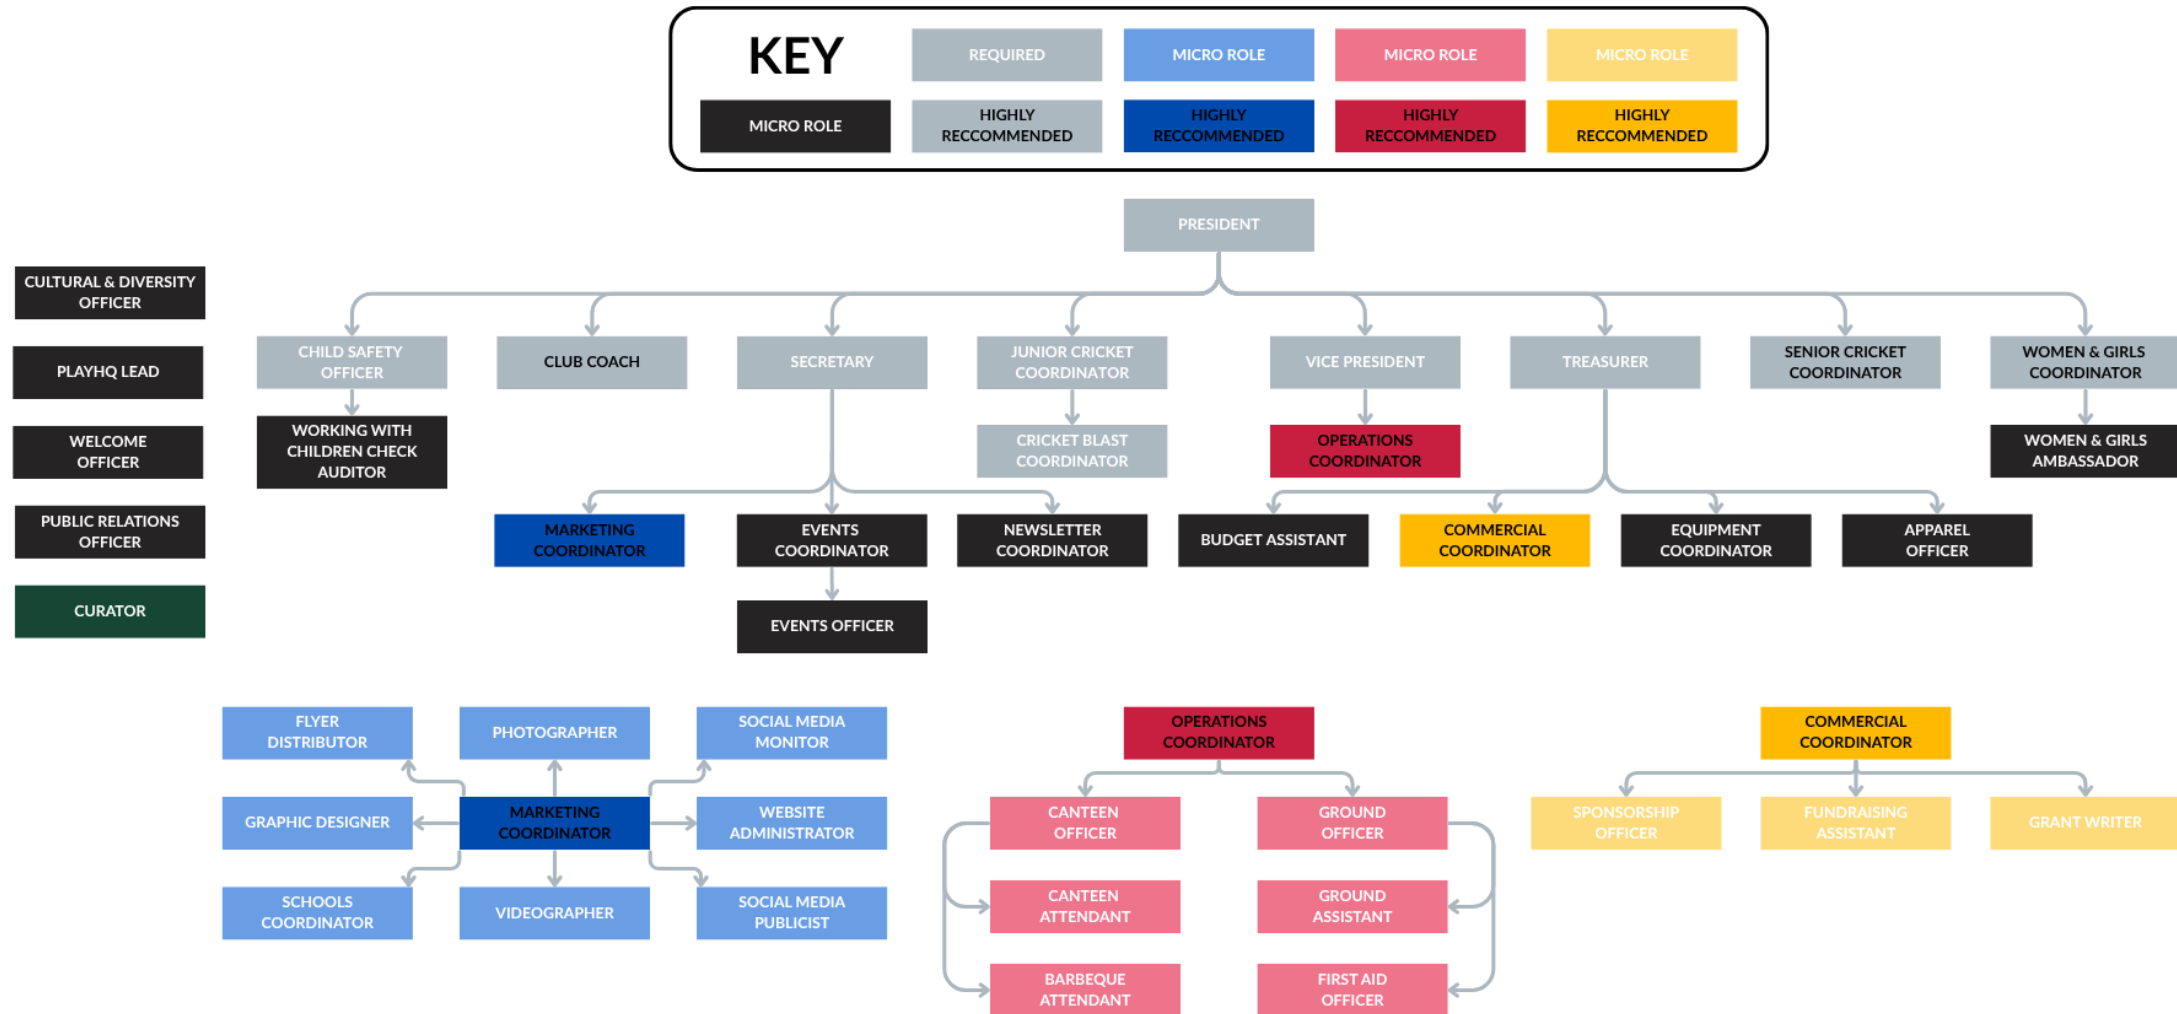 KEY
REQUIRED
MICRO ROLE
MICRO ROLE
MICRO ROLE
MICRO ROLE
HIGHLY
RECCOMMENDED
HIGHLY
RECCOMMENDED
HIGHLY
RECCOMMENDED
HIGHLY
RECCOMMENDED
PRESIDENT
CULTURAL & DIVERSITY
OFFICER
PLAYHQ LEAD
WELCOME
OFFICER
PUBLIC RELATIONS
OFFICER
CURATOR
CHILD SAFETY
OFFICER
CLUB COACH
SECRETARY
JUNIOR CRICKET
COORDINATOR
VICE PRESIDENT
TREASURER
SENIOR CRICKET
COORDINATOR
WOMEN & GIRLS
COORDINATOR
WORKING WITH
CHILDREN CHECK
AUDITOR
CRICKET BLAST
COORDINATOR
OPERATIONS
COORDINATOR
WOMEN & GIRLS
AMBASSADOR
MARKETING
COORDINATOR
EVENTS
COORDINATOR
NEWSLETTER
COORDINATOR
BUDGET ASSISTANT
COMMERCIAL
COORDINATOR
EQUIPMENT
COORDINATOR
APPAREL
OFFICER
EVENTS OFFICER
FLYER
DISTRIBUTOR
PHOTOGRAPHER
SOCIAL MEDIA
MONITOR
GRAPHIC DESIGNER
MARKETING
COORDINATOR
WEBSITE
ADMINISTRATOR
SCHOOLS
COORDINATOR
VIDEOGRAPHER
SOCIAL MEDIA
PUBLICIST
OPERATIONS
COORDINATOR
CANTEEN
OFFICER
GROUND
OFFICER
CANTEEN
ATTENDANT
GROUND
ASSISTANT
BARBEQUE
ATTENDANT
FIRST AID
OFFICER
COMMERCIAL
COORDINATOR
SPONSORSHIP
OFFICER
FUNDRAISING
ASSISTANT
GRANT WRITER